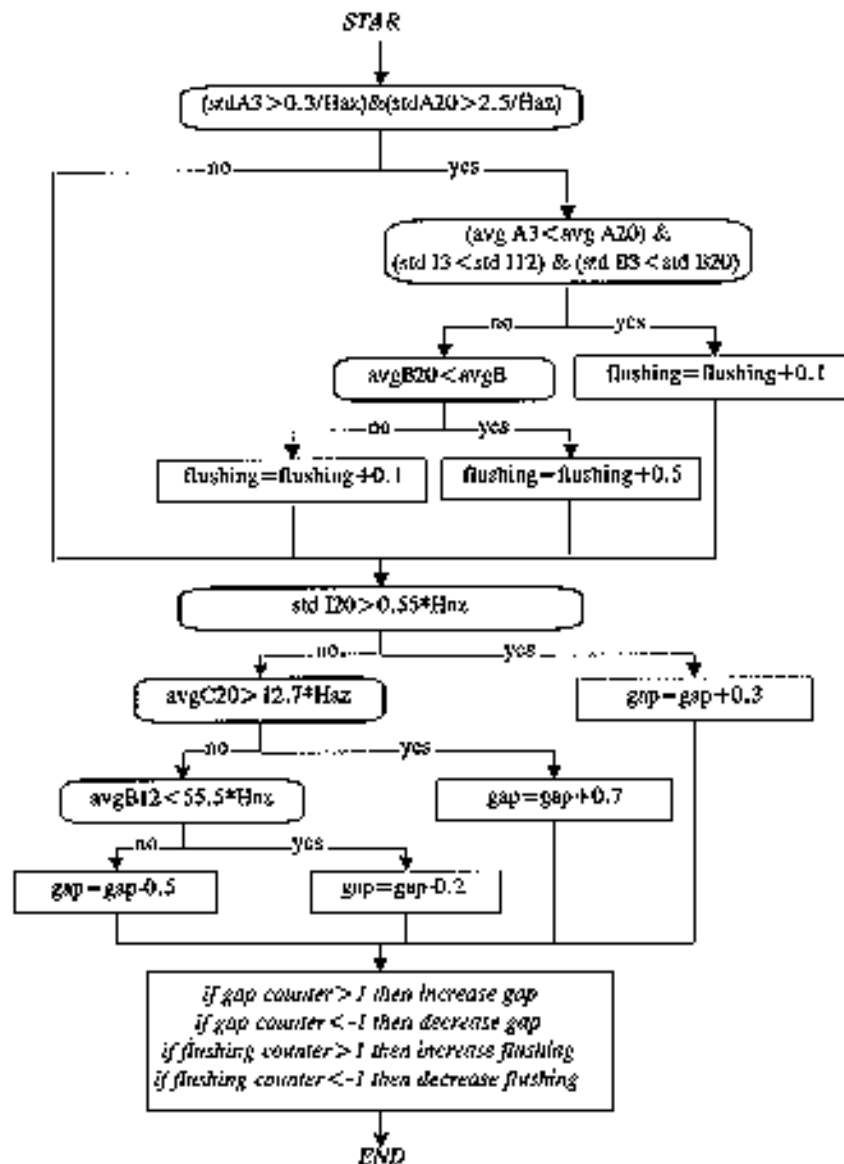 STAR
(stdA3>0.3/Haz)&(stdA20>2.5/Haz)
no
yes
(avg A3<avg A20) &
(std I3<std I12) & (std B3<std B20)
no
yes
avgB20<avgB
flushing=flushing+0.1
no
yes
flushing=flushing+0.1
flushing=flushing+0.5
std I20>0.55*Haz
no
yes
avgC20>12.7*Haz
gap=gap+0.3
no
yes
avgB12<55.5*Haz
gap=gap+0.7
no
yes
gap=gap-0.5
gap=gap-0.2
if gap counter>1 then increase gap
if gap counter<-1 then decrease gap
if flushing counter>1 then increase flushing
if flushing counter<-1 then decrease flushing
END